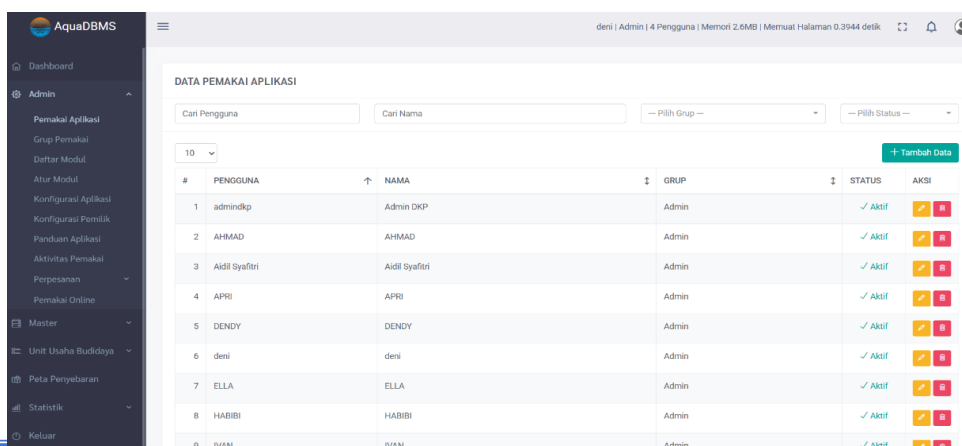 AquaDBMS
deni | Admin | 4 Pengguna | Memori 2.6MB | Memuat Halaman 0.3944 detik
Dashboard
Admin
Pemakai Aplikasi
Grup Pemakai
Daftar Modul
Atur Modul
Konfigurasi Aplikasi
Konfigurasi Pemilik
Panduan Aplikasi
Aktivitas Pemakai
Perpesanan
Pemakai Online
Master
Unit Usaha Budidaya
Peta Penyebaran
Statistik
Keluar
DATA PEMAKAI APLIKASI
Cari Pengguna Cari Nama --- Pilih Grup --- --- Pilih Status ---
10 + Tambah Data
# PENGGUNA NAMA GRUP STATUS AKSI
1 admindkp Admin DKP Admin ✓ Aktif
2 AHMAD AHMAD Admin ✓ Aktif
3 Aidil Syafitri Aidil Syafitri Admin ✓ Aktif
4 APRI APRI Admin ✓ Aktif
5 DENDY DENDY Admin ✓ Aktif
6 deni deni Admin ✓ Aktif
7 ELLA ELLA Admin ✓ Aktif
8 HABIBI HABIBI Admin ✓ Aktif
9 IVAN IVAN Admin ✓ Aktif